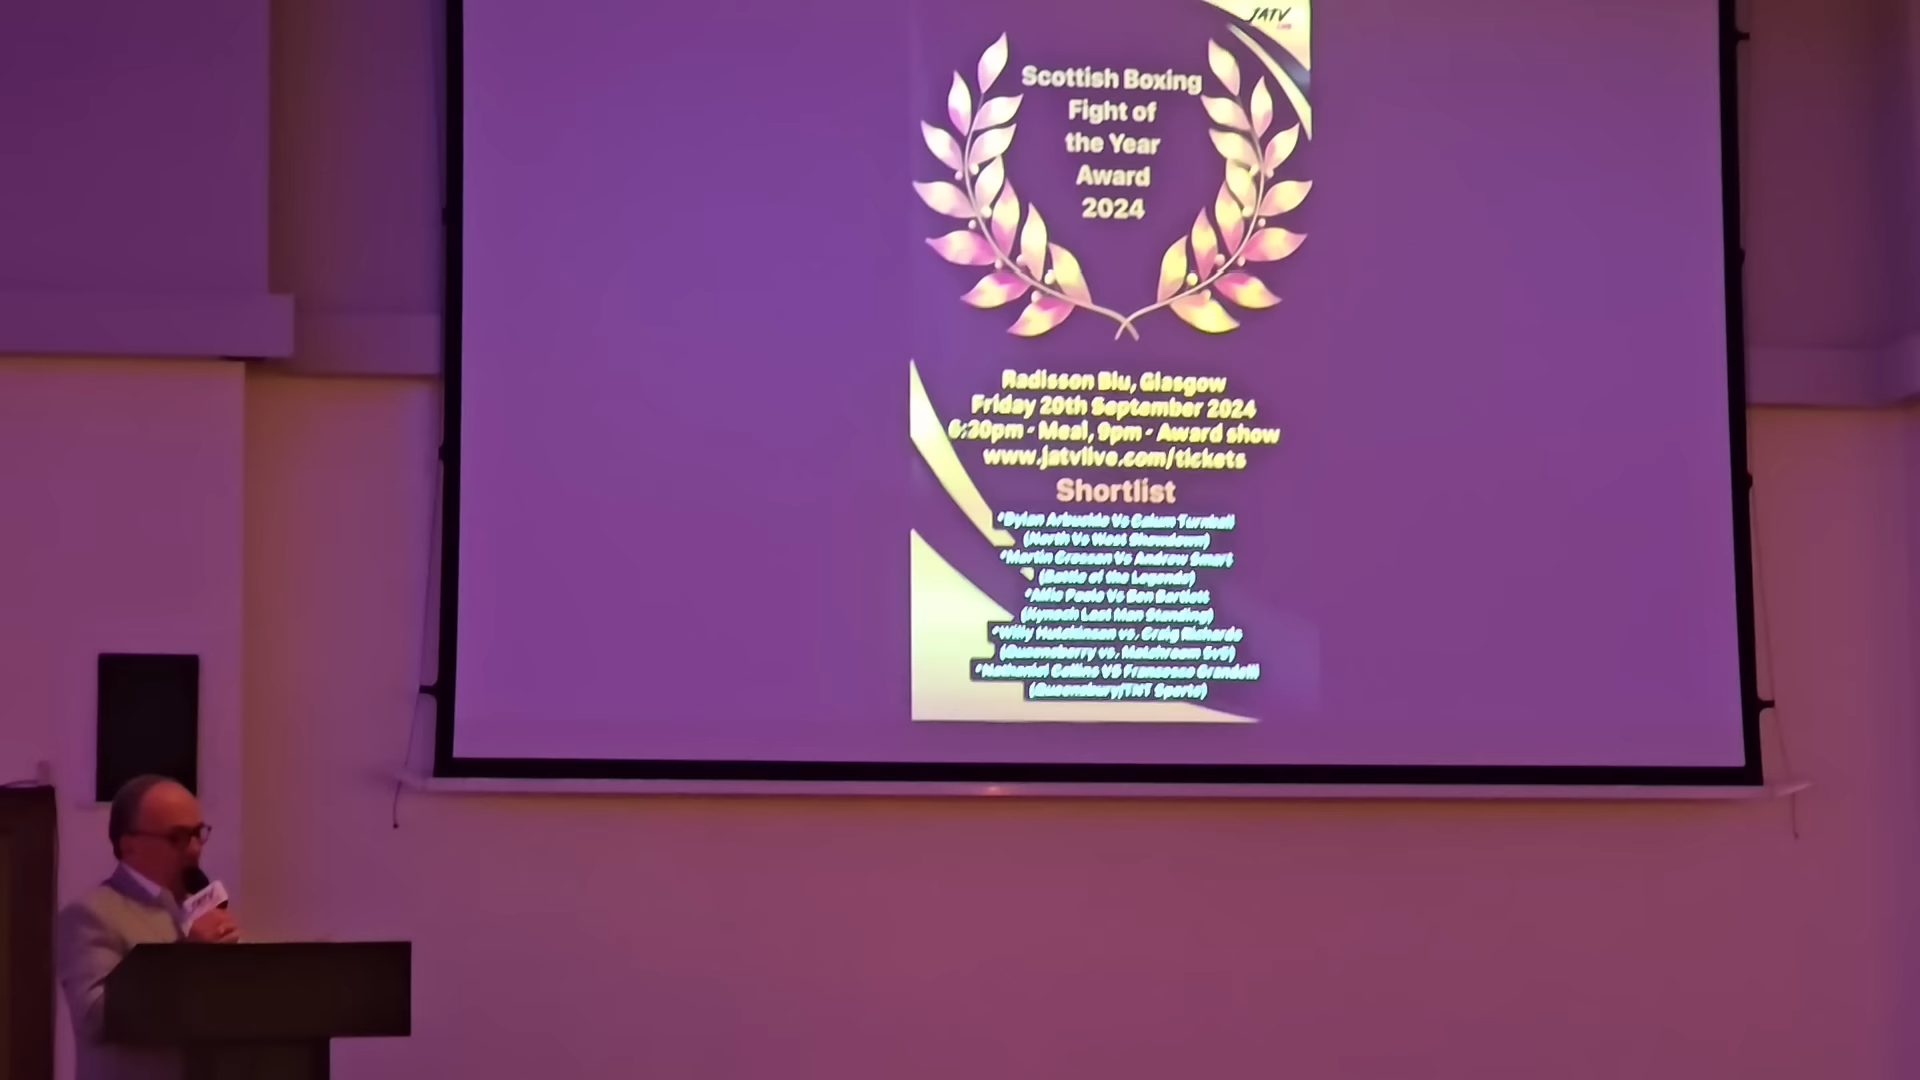 JATV
LIVE
Scottish Boxing
Fight of
the Year
Award
2024
Radisson Blu, Glasgow
Friday 20th September 2024
6:30pm - Meal, 9pm - Award show
www.jatvlive.com/tickets
Shortlist
*Dylan Arbuckle Vs Calum Turnbull
(North Vs West Showdown)
*Martin Crossan Vs Andrew Smart
(Battle of the Legends)
*Alfie Poole Vs Ben Bartlett
(Last Man Standing)
*Willy Hutchinson vs. Craig Richards
(Queensberry vs. Matchroom 5v5)
*Nathaniel Collins VS Francesco Grandelli
(Queensbury/TNT Sports)
JATV